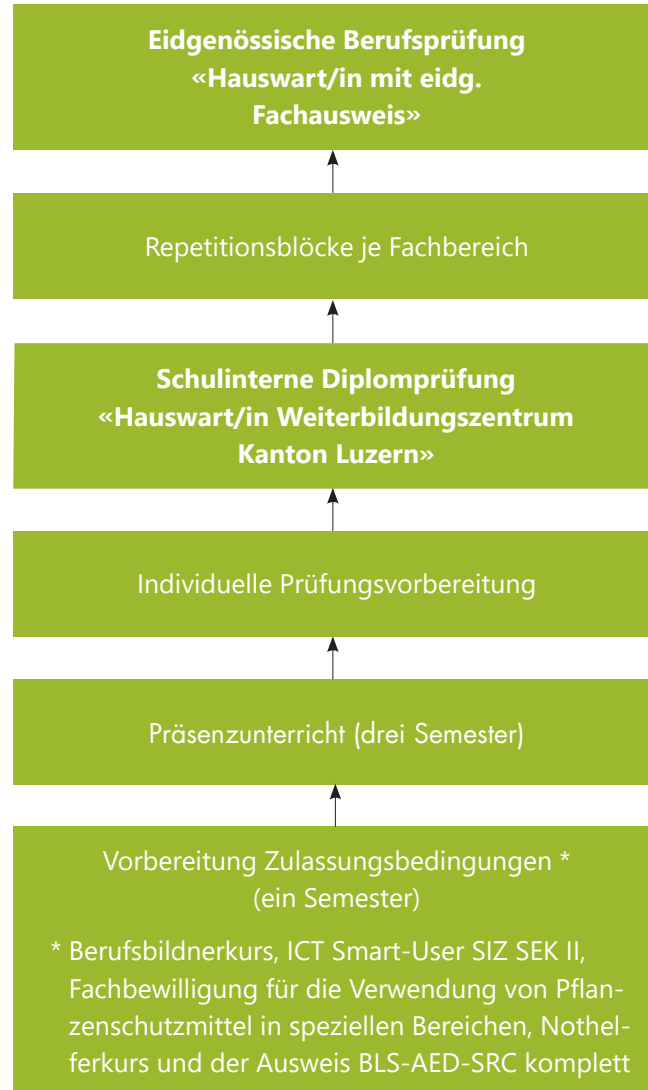 Eidgenössische Berufsprüfung
«Hauswart/in mit eidg.
Fachausweis»
Repetitionsblöcke je Fachbereich
Schulinterne Diplomprüfung
«Hauswart/in Weiterbildungszentrum
Kanton Luzern»
Individuelle Prüfungsvorbereitung
Präsenzunterricht (drei Semester)
Vorbereitung Zulassungsbedingungen *
(ein Semester)
* Berufsbildnerkurs, ICT Smart-User SIZ SEK II,
Fachbewilligung für die Verwendung von Pflan-
zenschutzmittel in speziellen Bereichen, Nothel-
ferkurs und der Ausweis BLS-AED-SRC komplett